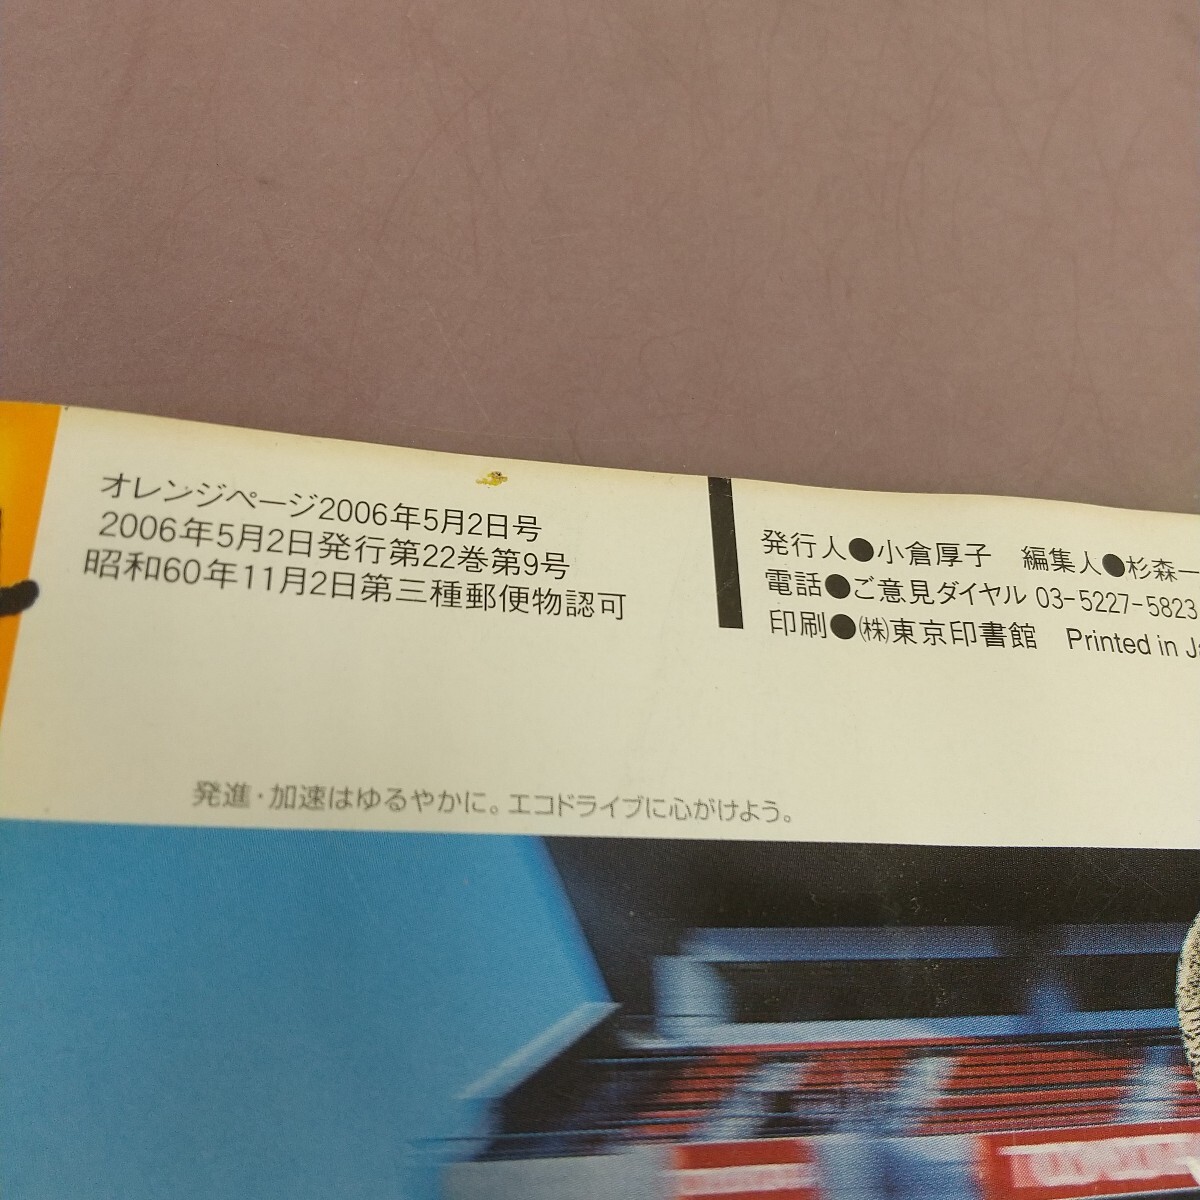 オレンジページ2006年5月2日号
2006年5月2日発行第22巻第9号
昭和60年11月2日第三種郵便物認可
発行人●小倉厚子　編集人●杉森一
電話●ご意見ダイヤル 03-5227-5823
印刷●㈱東京印書館　Printed in Ja
発進・加速はゆるやかに。エコドライブに心がけよう。